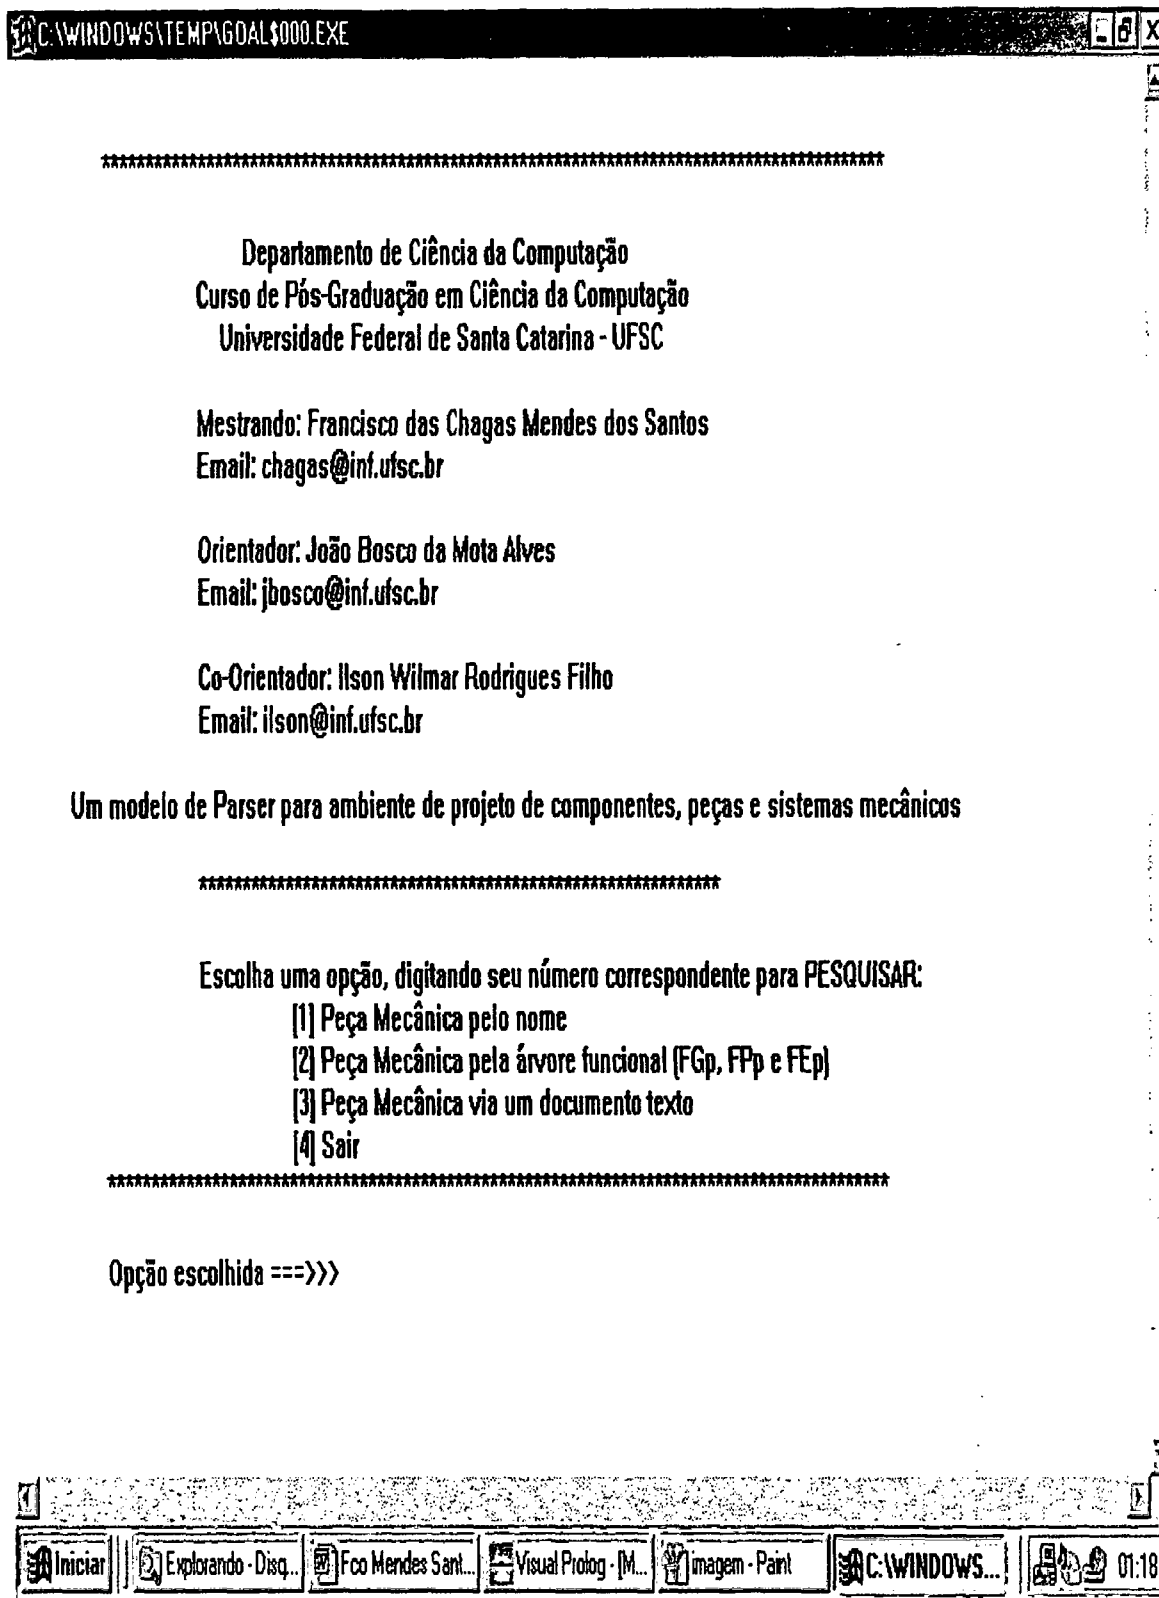 C:\WINDOWS\TEMP\GOAL$000.EXE
*****************************************************************************************
Departamento de Ciência da Computação
Curso de Pós-Graduação em Ciência da Computação
Universidade Federal de Santa Catarina - UFSC
Mestrando: Francisco das Chagas Mendes dos Santos
Email: chagas@inf.ufsc.br
Orientador: João Bosco da Mota Alves
Email: jbosco@inf.ufsc.br
Co-Orientador: Ilson Wilmar Rodrigues Filho
Email: ilson@inf.ufsc.br
Um modelo de Parser para ambiente de projeto de componentes, peças e sistemas mecânicos
***********************************************************
Escolha uma opção, digitando seu número correspondente para PESQUISAR:
[1] Peça Mecânica pelo nome
[2] Peça Mecânica pela árvore funcional (FGp, FPp e FEp)
[3] Peça Mecânica via um documento texto
[4] Sair
*****************************************************************************************
Opção escolhida ===>>>
Iniciar Explorando - Disq... Fco Mendes Sant... Visual Prolog - [M... imagem - Paint C:\WINDOWS... 01:18